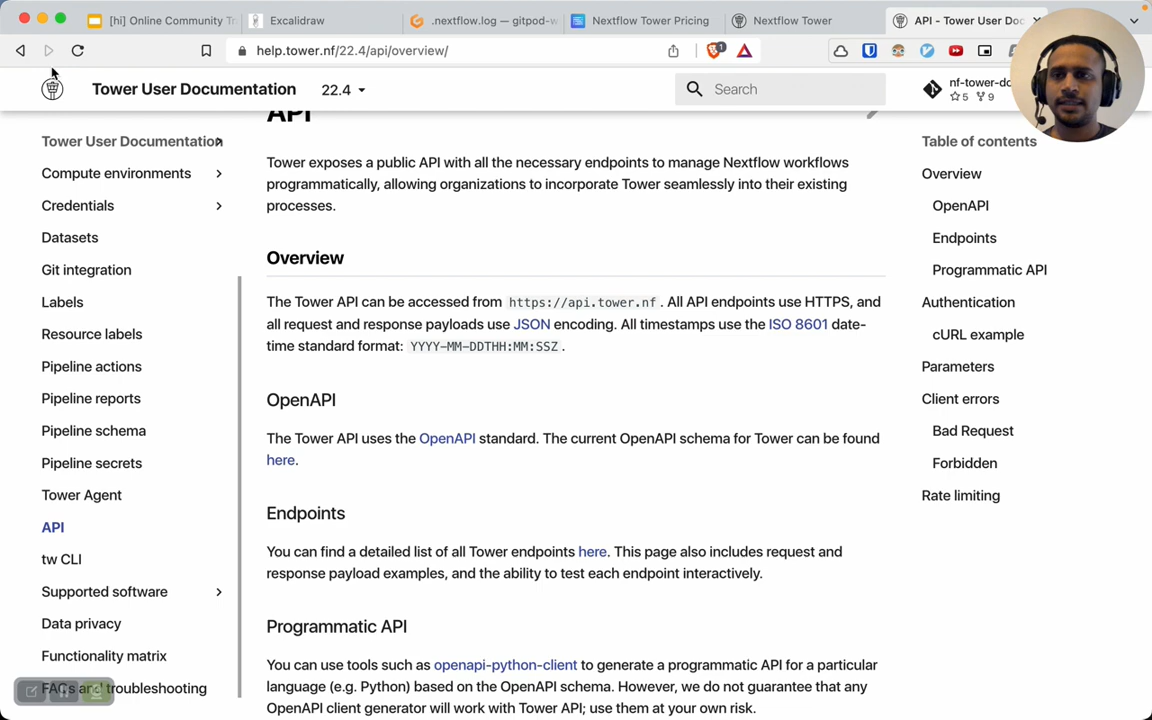 [hi] Online Community Tr
Excalidraw
.nextflow.log — gitpod-w
Nextflow Tower Pricing
Nextflow Tower
API - Tower User Doc
help.tower.nf/22.4/api/overview/
1
Tower User Documentation
22.4
Search
nf-tower-do
5 9
Tower User Documentation
Compute environments
Credentials
Datasets
Git integration
Labels
Resource labels
Pipeline actions
Pipeline reports
Pipeline schema
Pipeline secrets
Tower Agent
API
tw CLI
Supported software
Data privacy
Functionality matrix
FAQs and troubleshooting
API
Tower exposes a public API with all the necessary endpoints to manage Nextflow workflows
programmatically, allowing organizations to incorporate Tower seamlessly into their existing
processes.
Overview
The Tower API can be accessed from https://api.tower.nf. All API endpoints use HTTPS, and
all request and response payloads use JSON encoding. All timestamps use the ISO 8601 date-
time standard format: YYYY-MM-DDTHH:MM:SSZ.
OpenAPI
The Tower API uses the OpenAPI standard. The current OpenAPI schema for Tower can be found
here.
Endpoints
You can find a detailed list of all Tower endpoints here. This page also includes request and
response payload examples, and the ability to test each endpoint interactively.
Programmatic API
You can use tools such as openapi-python-client to generate a programmatic API for a particular
language (e.g. Python) based on the OpenAPI schema. However, we do not guarantee that any
OpenAPI client generator will work with Tower API; use them at your own risk.
Table of contents
Overview
OpenAPI
Endpoints
Programmatic API
Authentication
cURL example
Parameters
Client errors
Bad Request
Forbidden
Rate limiting